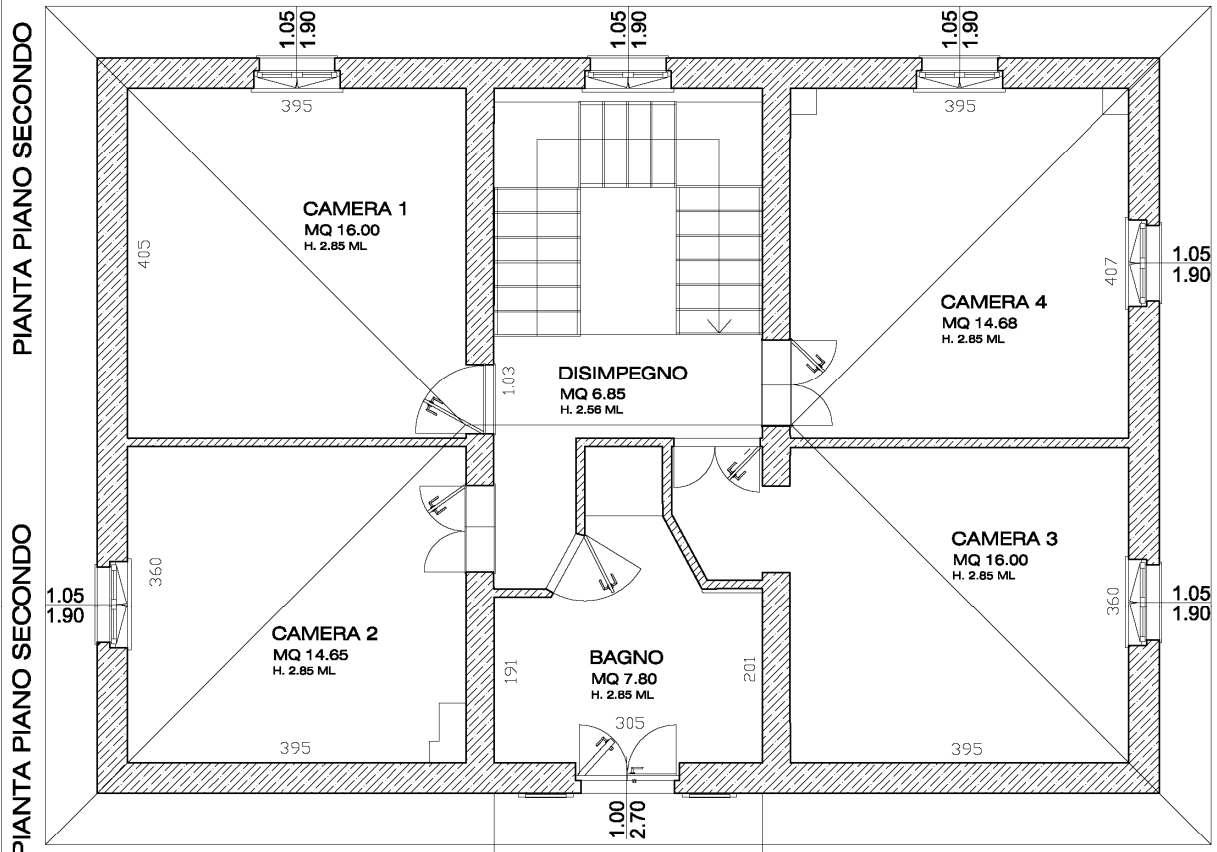 PIANTA PIANO SECONDO
PIANTA PIANO SECONDO
1.05
1.90
1.05
1.90
1.05
1.90
395
395
CAMERA 1
MQ 16.00
H. 2.85 ML
405
407
1.05
1.90
CAMERA 4
MQ 14.68
H. 2.85 ML
DISIMPEGNO
MQ 6.85
H. 2.56 ML
1.03
CAMERA 3
MQ 16.00
H. 2.85 ML
360
360
1.05
1.90
1.05
1.90
CAMERA 2
MQ 14.65
H. 2.85 ML
BAGNO
MQ 7.80
H. 2.85 ML
191
201
305
395
395
1.00
2.70